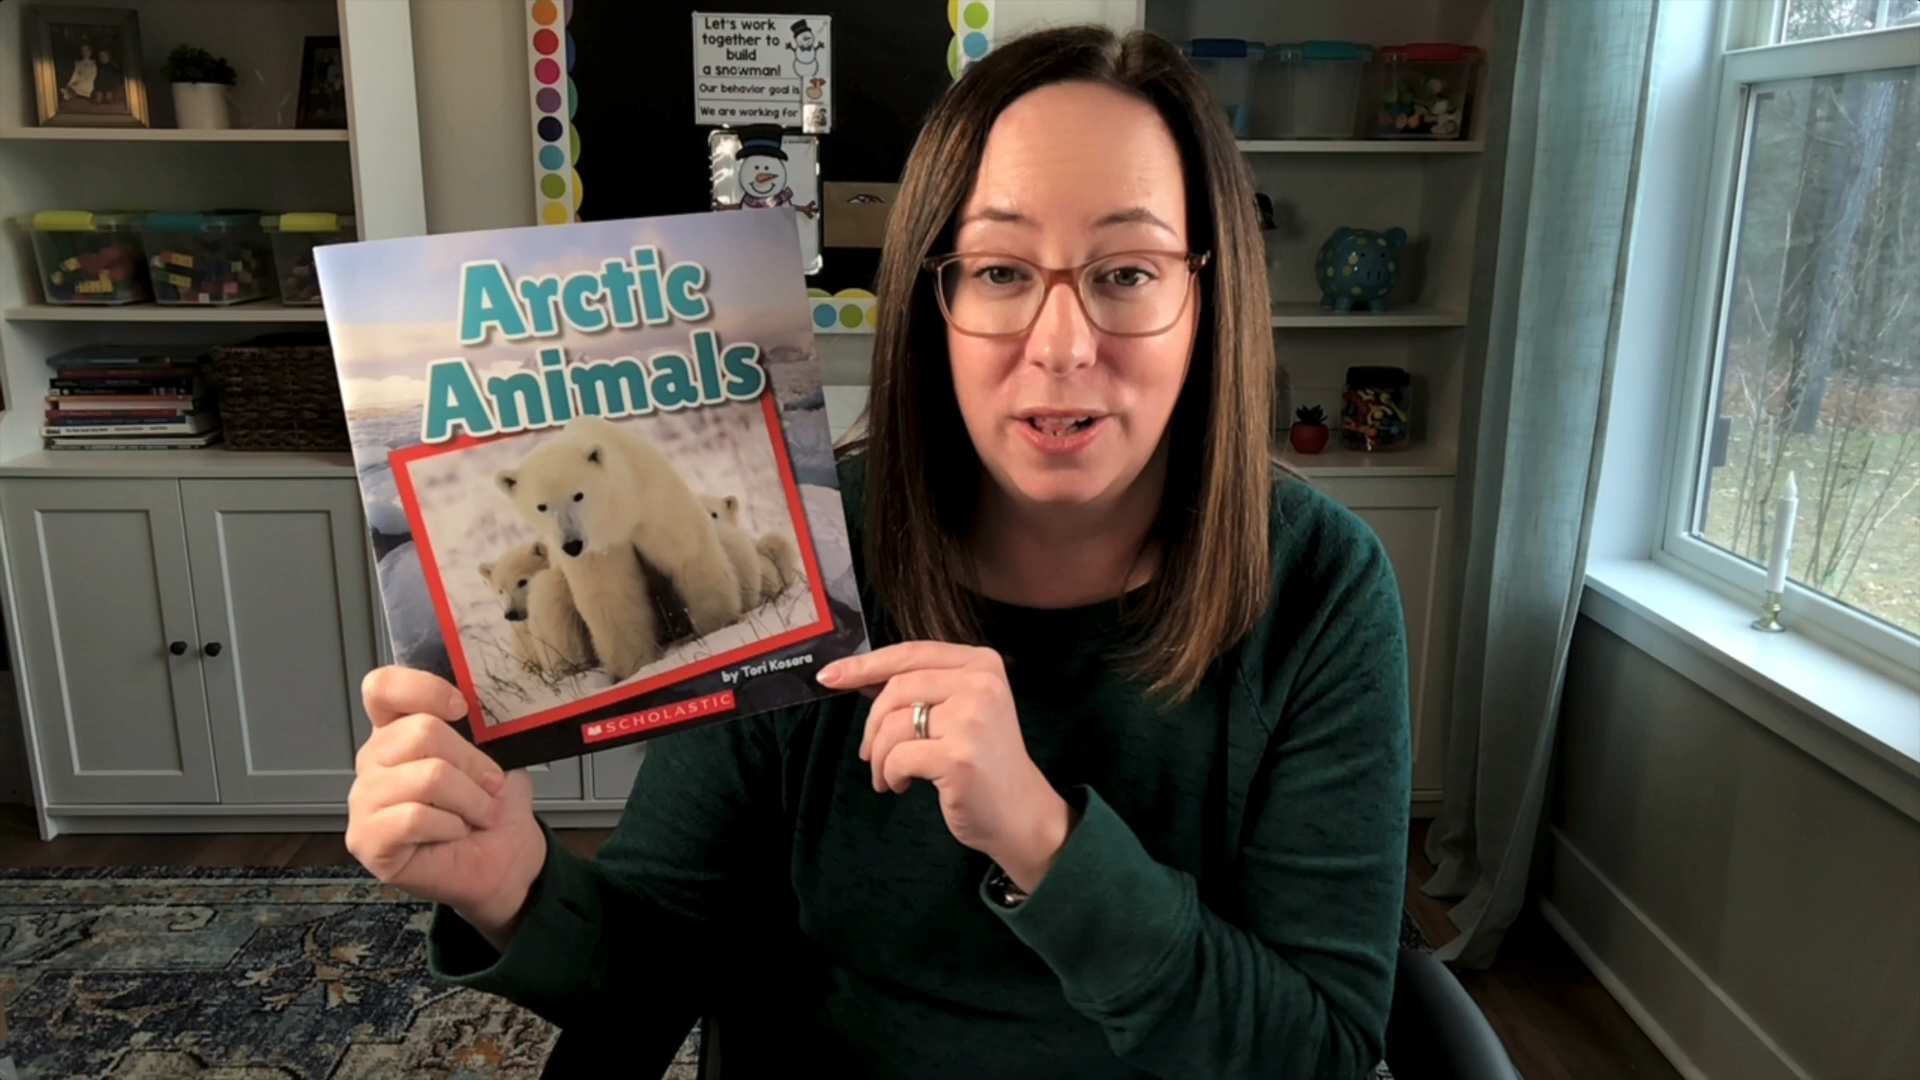 Let's work
together to
build
a snowman!
Our behavior goal is
We are working for
Arctic
Animals
by Tori Kosara
SCHOLASTIC